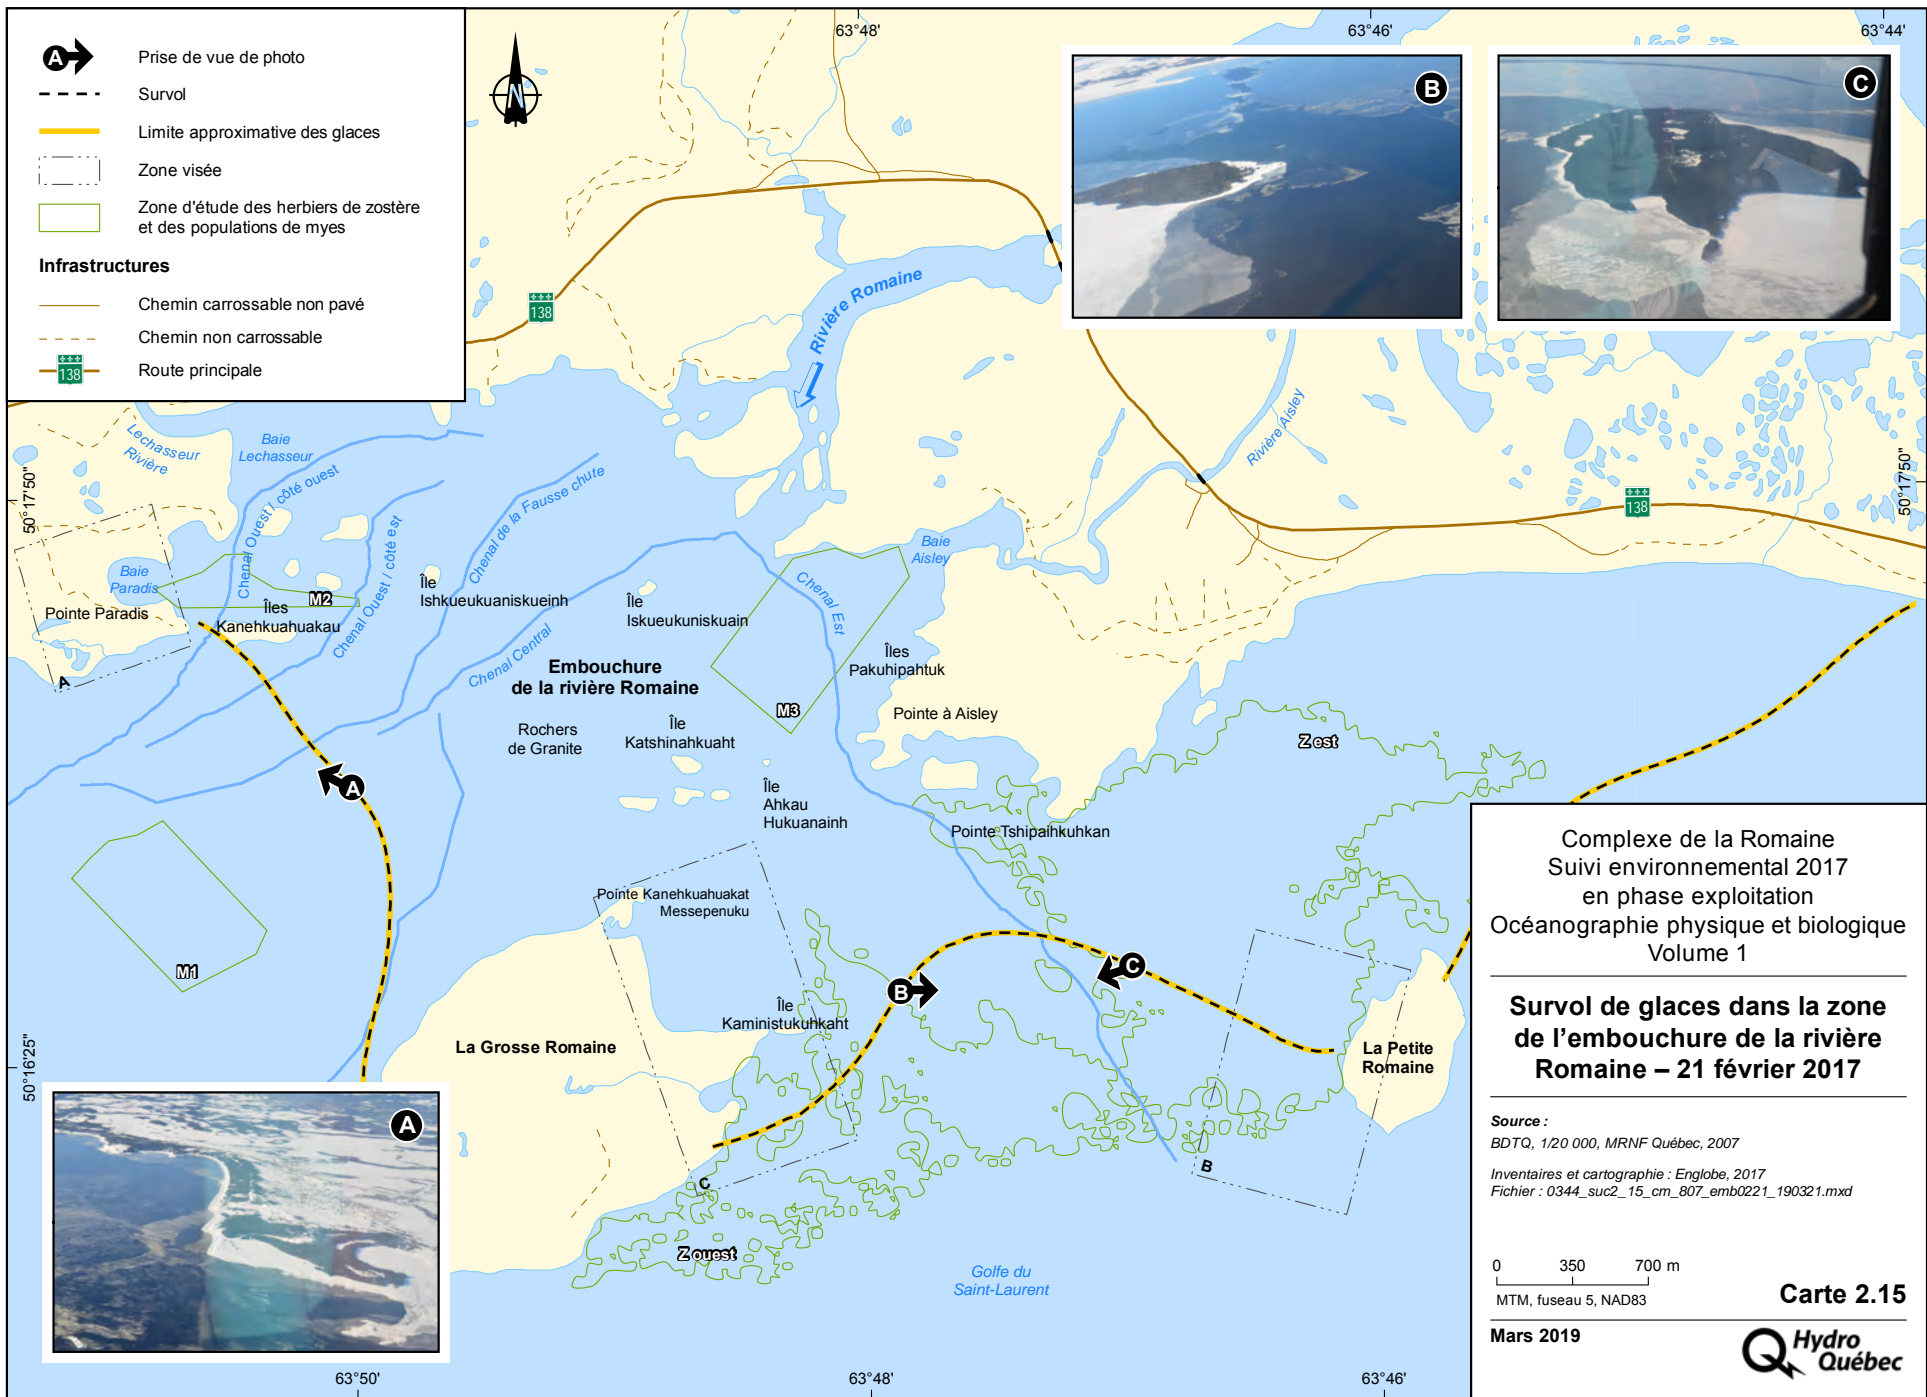 A
Prise de vue de photo
Survol
Limite approximative des glaces
Zone visée
Zone d'étude des herbiers de zostère
et des populations de myes
Infrastructures
Chemin carrossable non pavé
Chemin non carrossable
138
Route principale
N
63°48'
63°46'
63°44'
B
C
138
Rivière Romaine
Rivière Aisley
138
50°17'50"
50°17'50"
Lechasseur
Rivière
Baie
Lechasseur
Chenal Ouest / côté ouest
Chenal Ouest / côté est
Chenal de la Fausse chute
Chenal Central
Chenal Est
Baie
Aisley
Baie
Paradis
Pointe Paradis
A
M2
Îles
Kanehkuahuakau
Île
Ishkueukuaniskueinh
Île
Iskueukuniskuain
Embouchure
de la rivière Romaine
Îles
Pakuhipahtuk
M3
Pointe à Aisley
Rochers
de Granite
Île
Katshinahkuaht
Z est
A
Île
Ahkau
Hukuanainh
Pointe Tshipaihkuhkan
Pointe Kanehkuahuakat
Messepenuku
M1
B
C
Île
Kaministukuhkaht
La Grosse Romaine
La Petite
Romaine
50°16'25"
A
C
B
Z ouest
Golfe du
Saint-Laurent
63°50'
63°48'
63°46'
Complexe de la Romaine
Suivi environnemental 2017
en phase exploitation
Océanographie physique et biologique
Volume 1
Survol de glaces dans la zone
de l'embouchure de la rivière
Romaine – 21 février 2017
Source :
BDTQ, 1/20 000, MRNF Québec, 2007
Inventaires et cartographie : Englobe, 2017
Fichier : 0344_suc2_15_cm_807_emb0221_190321.mxd
0 350 700 m
MTM, fuseau 5, NAD83
Carte 2.15
Mars 2019
Hydro
Québec